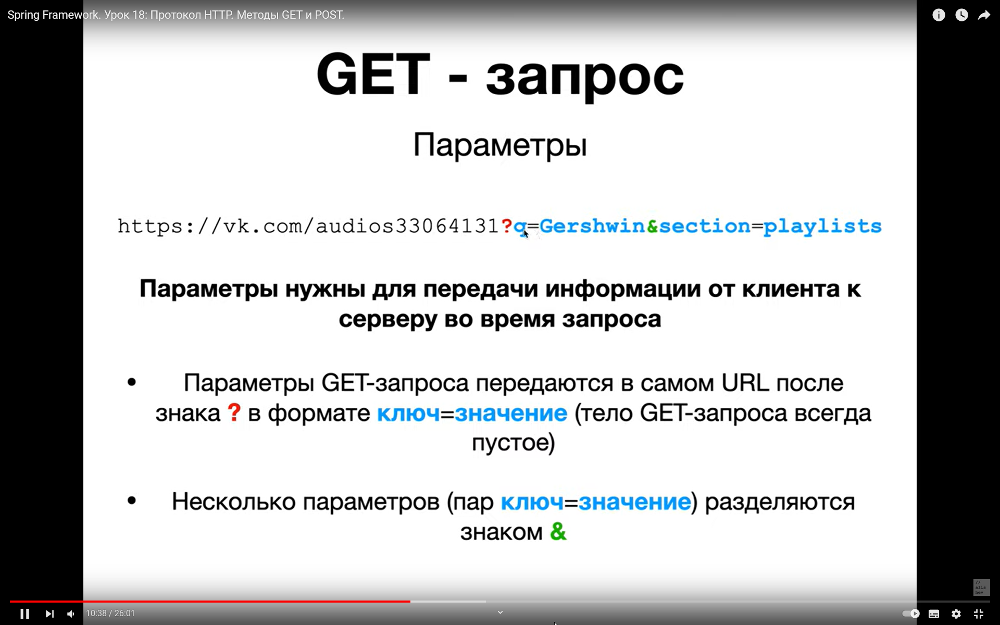 Spring Framework. Урок 18: Протокол HTTP. Методы GET и POST.
GET - запрос
Параметры
https://vk.com/audios33064131?q=Gershwin&section=playlists
Параметры нужны для передачи информации от клиента к
серверу во время запроса
• Параметры GET-запроса передаются в самом URL после
знака ? в формате ключ=значение (тело GET-запроса всегда
пустое)
• Несколько параметров (пар ключ=значение) разделяются
знаком &
//
alis
hev
10:38 / 26:01